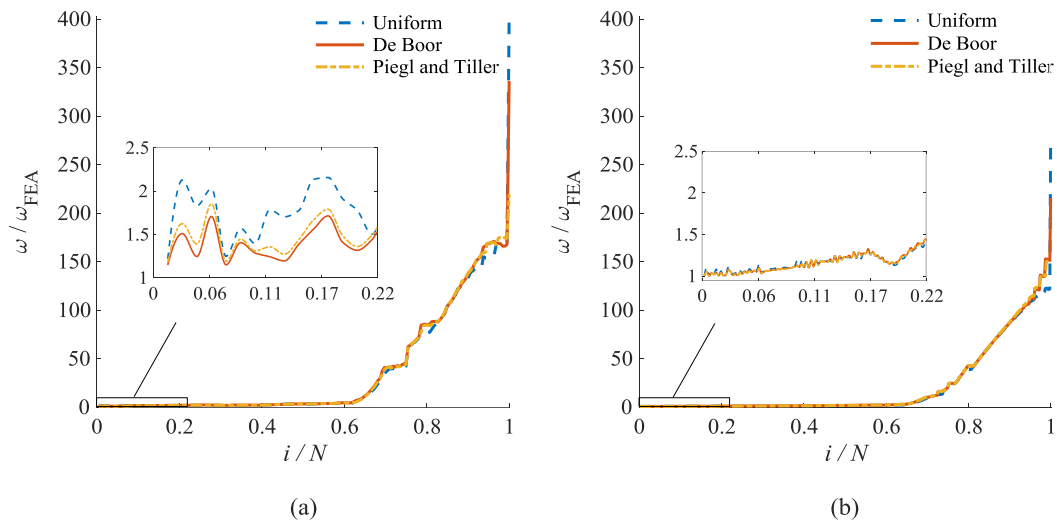 400
350
300
250
200
150
100
50
0
ω / ω_FEA
Uniform
De Boor
Piegl and Tiller
2.5
2
1.5
1
0 0.06 0.11 0.17 0.22
0 0.2 0.4 0.6 0.8 1
i / N
(a)
400
350
300
250
200
150
100
50
0
ω / ω_FEA
Uniform
De Boor
Piegl and Tiller
2.5
2
1.5
1
0 0.06 0.11 0.17 0.22
0 0.2 0.4 0.6 0.8 1
i / N
(b)